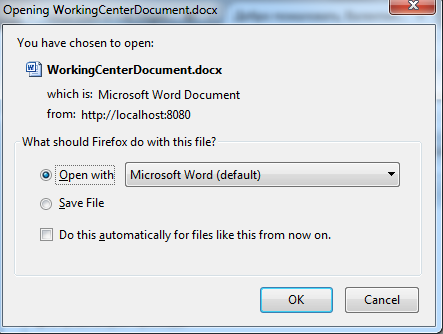 Opening WorkingCenterDocument.docx
You have chosen to open:
WorkingCenterDocument.docx
which is: Microsoft Word Document
from: http://localhost:8080
What should Firefox do with this file?
Open with Microsoft Word (default)
Save File
Do this automatically for files like this from now on.
OK Cancel